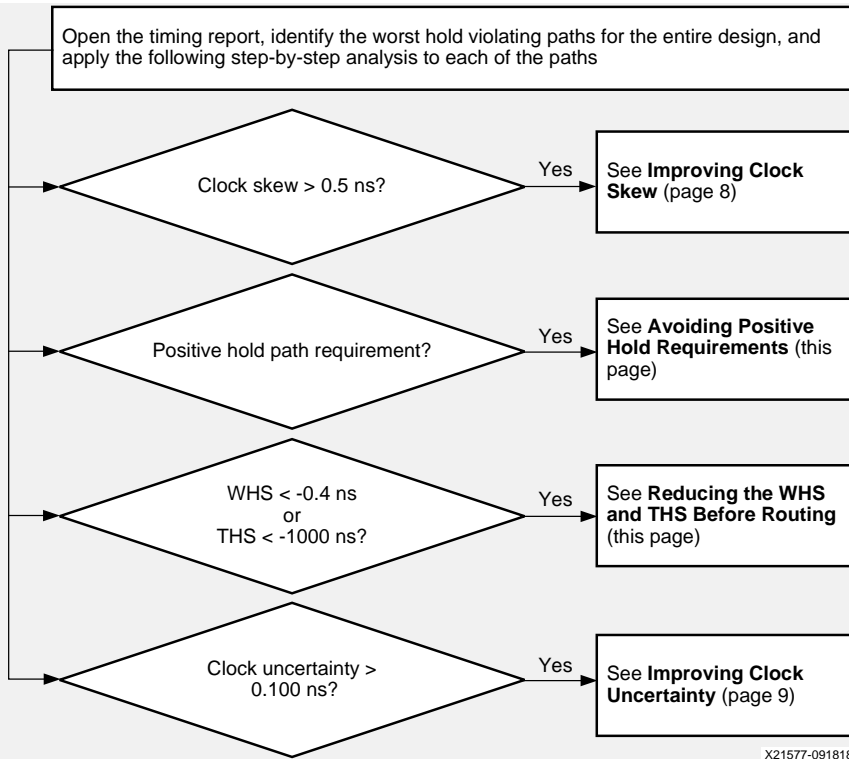 Open the timing report, identify the worst hold violating paths for the entire design, and
apply the following step-by-step analysis to each of the paths
Clock skew > 0.5 ns?
Yes
See Improving Clock
Skew (page 8)
Positive hold path requirement?
Yes
See Avoiding Positive
Hold Requirements (this
page)
WHS < -0.4 ns
or
THS < -1000 ns?
Yes
See Reducing the WHS
and THS Before Routing
(this page)
Clock uncertainty >
0.100 ns?
Yes
See Improving Clock
Uncertainty (page 9)
X21577-091818